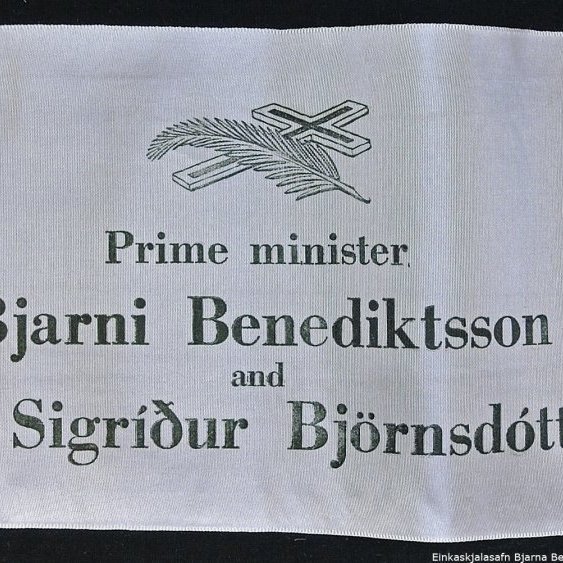 Prime minister
Bjarni Benediktsson
and
Sigríður Björnsdótt
Einkaskjalasafn Bjarna Be